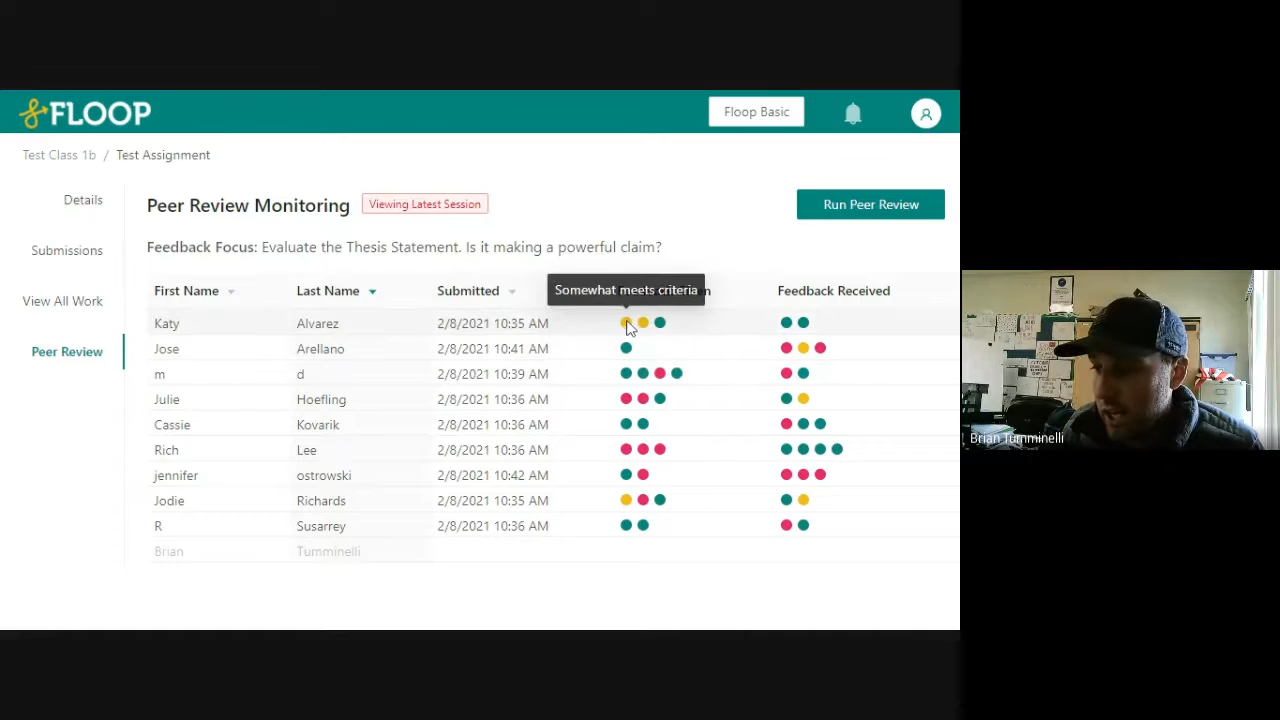 FLOOP
Floop Basic
Test Class 1b / Test Assignment
Details
Submissions
View All Work
Peer Review
Peer Review Monitoring
Viewing Latest Session
Run Peer Review
Feedback Focus: Evaluate the Thesis Statement. Is it making a powerful claim?
Somewhat meets criteria
First Name Last Name Submitted Feedback Received
Katy Alvarez 2/8/2021 10:35 AM
Jose Arellano 2/8/2021 10:41 AM
m d 2/8/2021 10:39 AM
Julie Hoefling 2/8/2021 10:36 AM
Cassie Kovarik 2/8/2021 10:36 AM
Rich Lee 2/8/2021 10:36 AM
jennifer ostrowski 2/8/2021 10:42 AM
Jodie Richards 2/8/2021 10:35 AM
R Susarrey 2/8/2021 10:36 AM
Brian Tumminelli
Brian Tumminelli